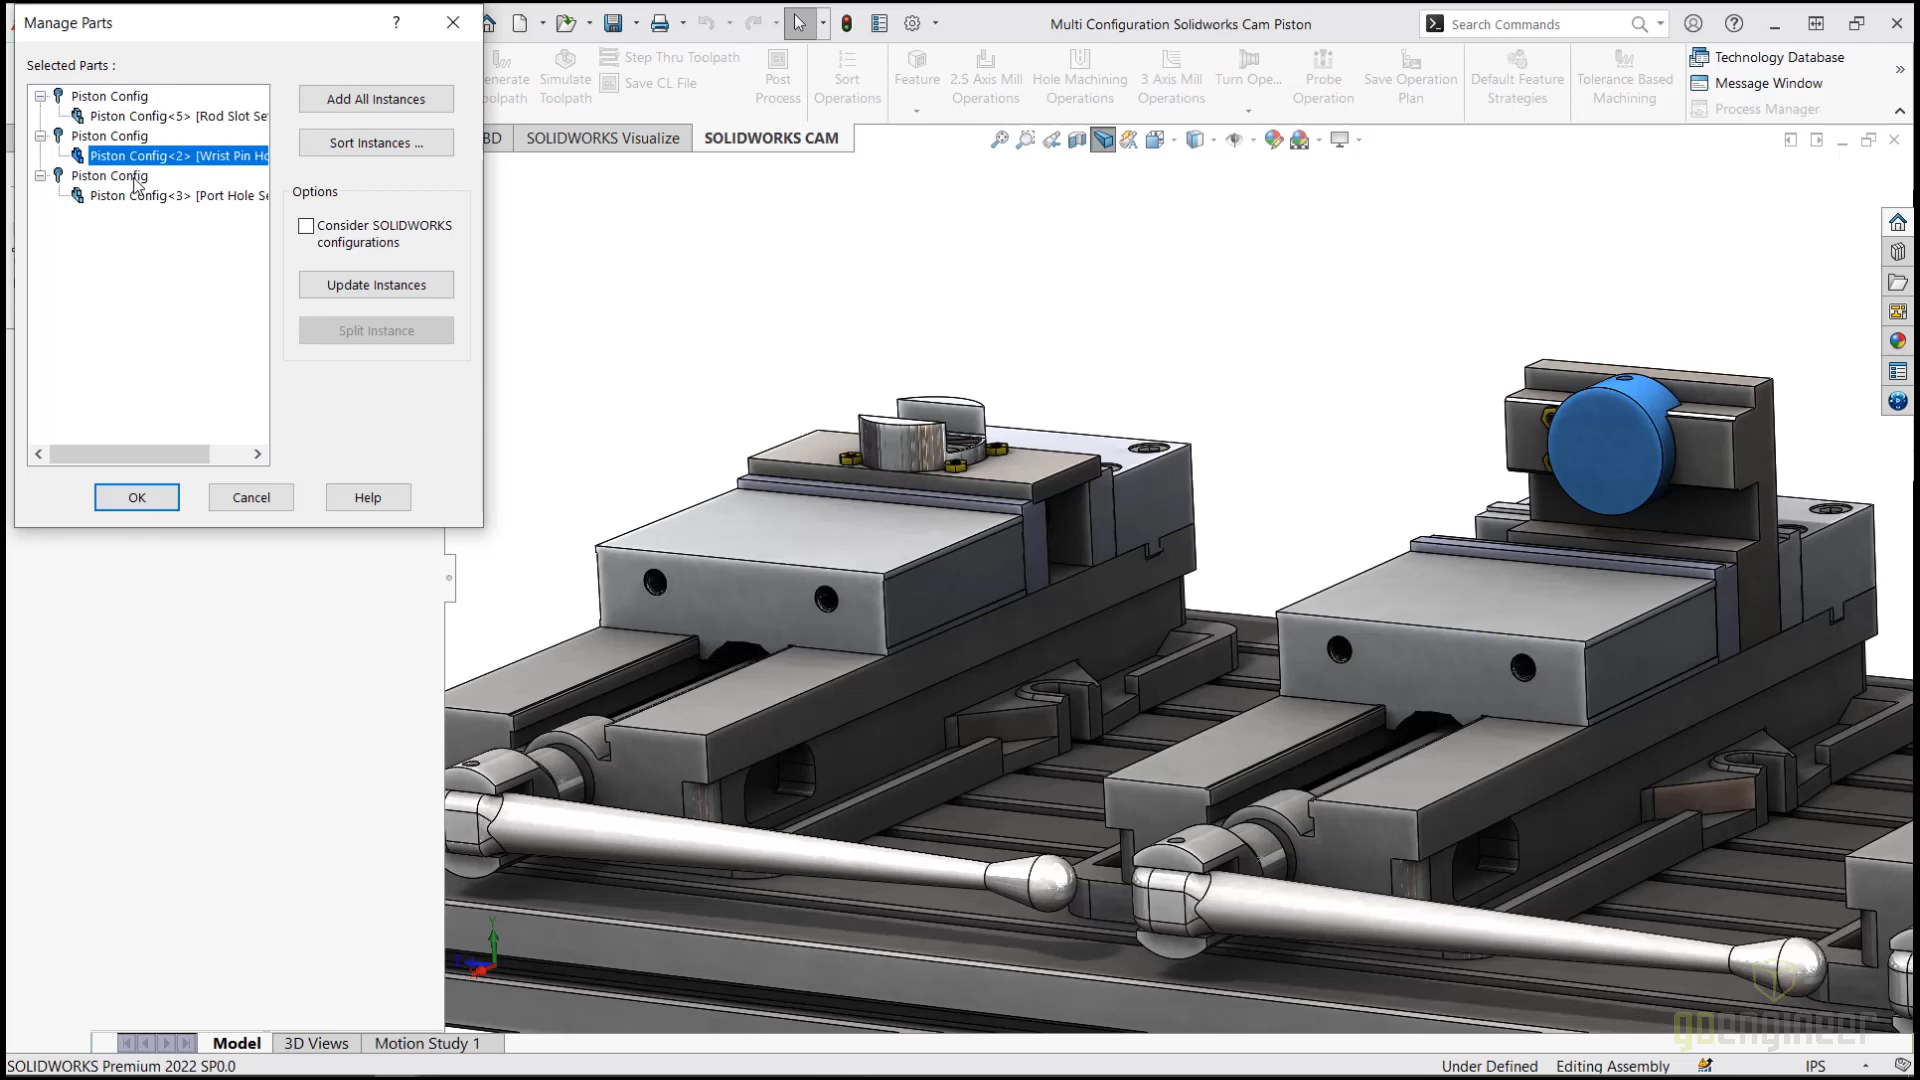 Manage Parts
?
Multi Configuration Solidworks Cam Piston
Search Commands
Selected Parts :
Piston Config
Piston Config<5> [Rod Slot Se
Piston Config
Piston Config<2> [Wrist Pin Ho
Piston Config
Piston Config<3> [Port Hole Se
Add All Instances
Sort Instances ...
Options
Consider SOLIDWORKS
configurations
Update Instances
Split Instance
OK
Cancel
Help
Simulate
Toolpath
Step Thru Toolpath
Save CL File
Post
Process
Sort
Operations
Feature
2.5 Axis Mill
Operations
Hole Machining
Operations
3 Axis Mill
Operations
Turn Ope...
Probe
Operation
Save Operation
Plan
Default Feature
Strategies
Tolerance Based
Machining
Technology Database
Message Window
Process Manager
SOLIDWORKS Visualize
SOLIDWORKS CAM
Model
3D Views
Motion Study 1
SOLIDWORKS Premium 2022 SP0.0
Under Defined
Editing Assembly
IPS
goengineer